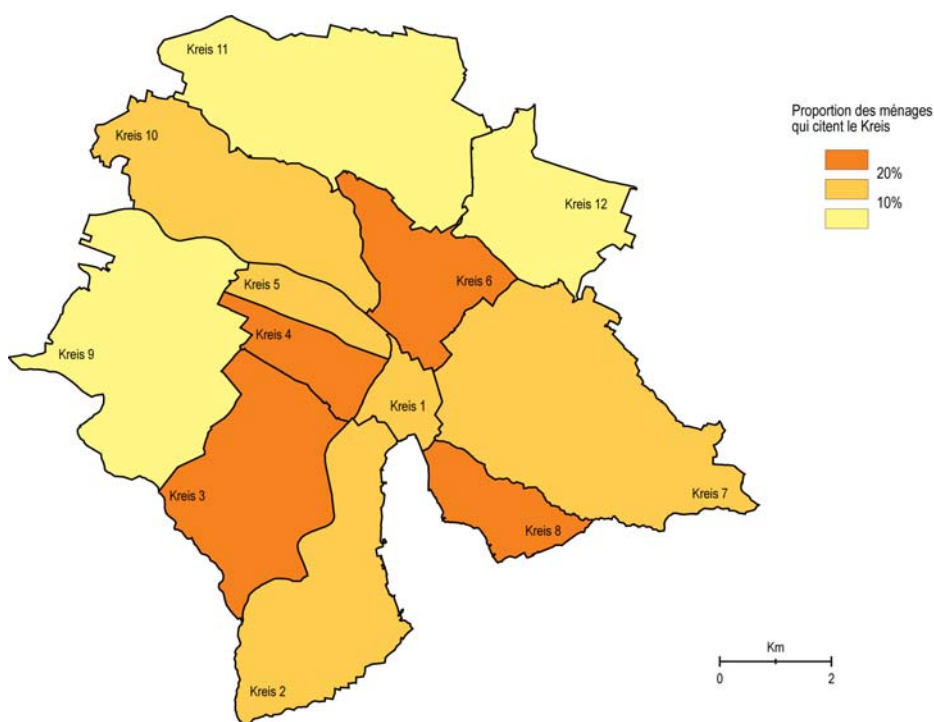 Kreis 11
Proportion des ménages
qui citent le Kreis
Kreis 10
20%
10%
Kreis 12
Kreis 6
Kreis 5
Kreis 4
Kreis 9
Kreis 1
Kreis 3
Kreis 7
Kreis 8
Km
0 2
Kreis 2